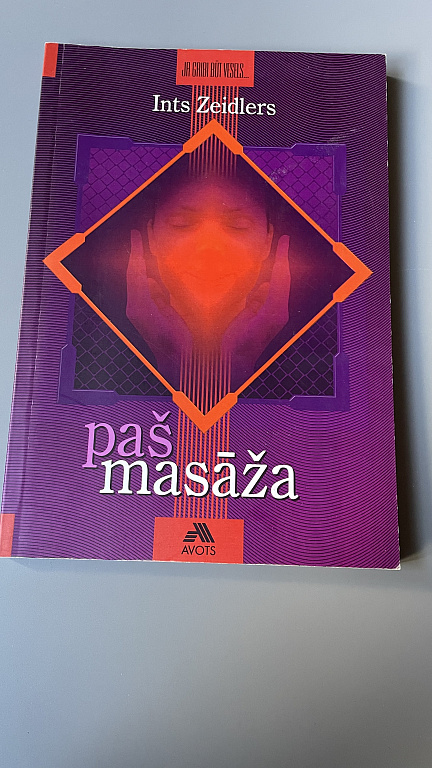 JA GRIBI BŪT VESELS...
Ints Zeidlers
paš
masāža
AVOTS